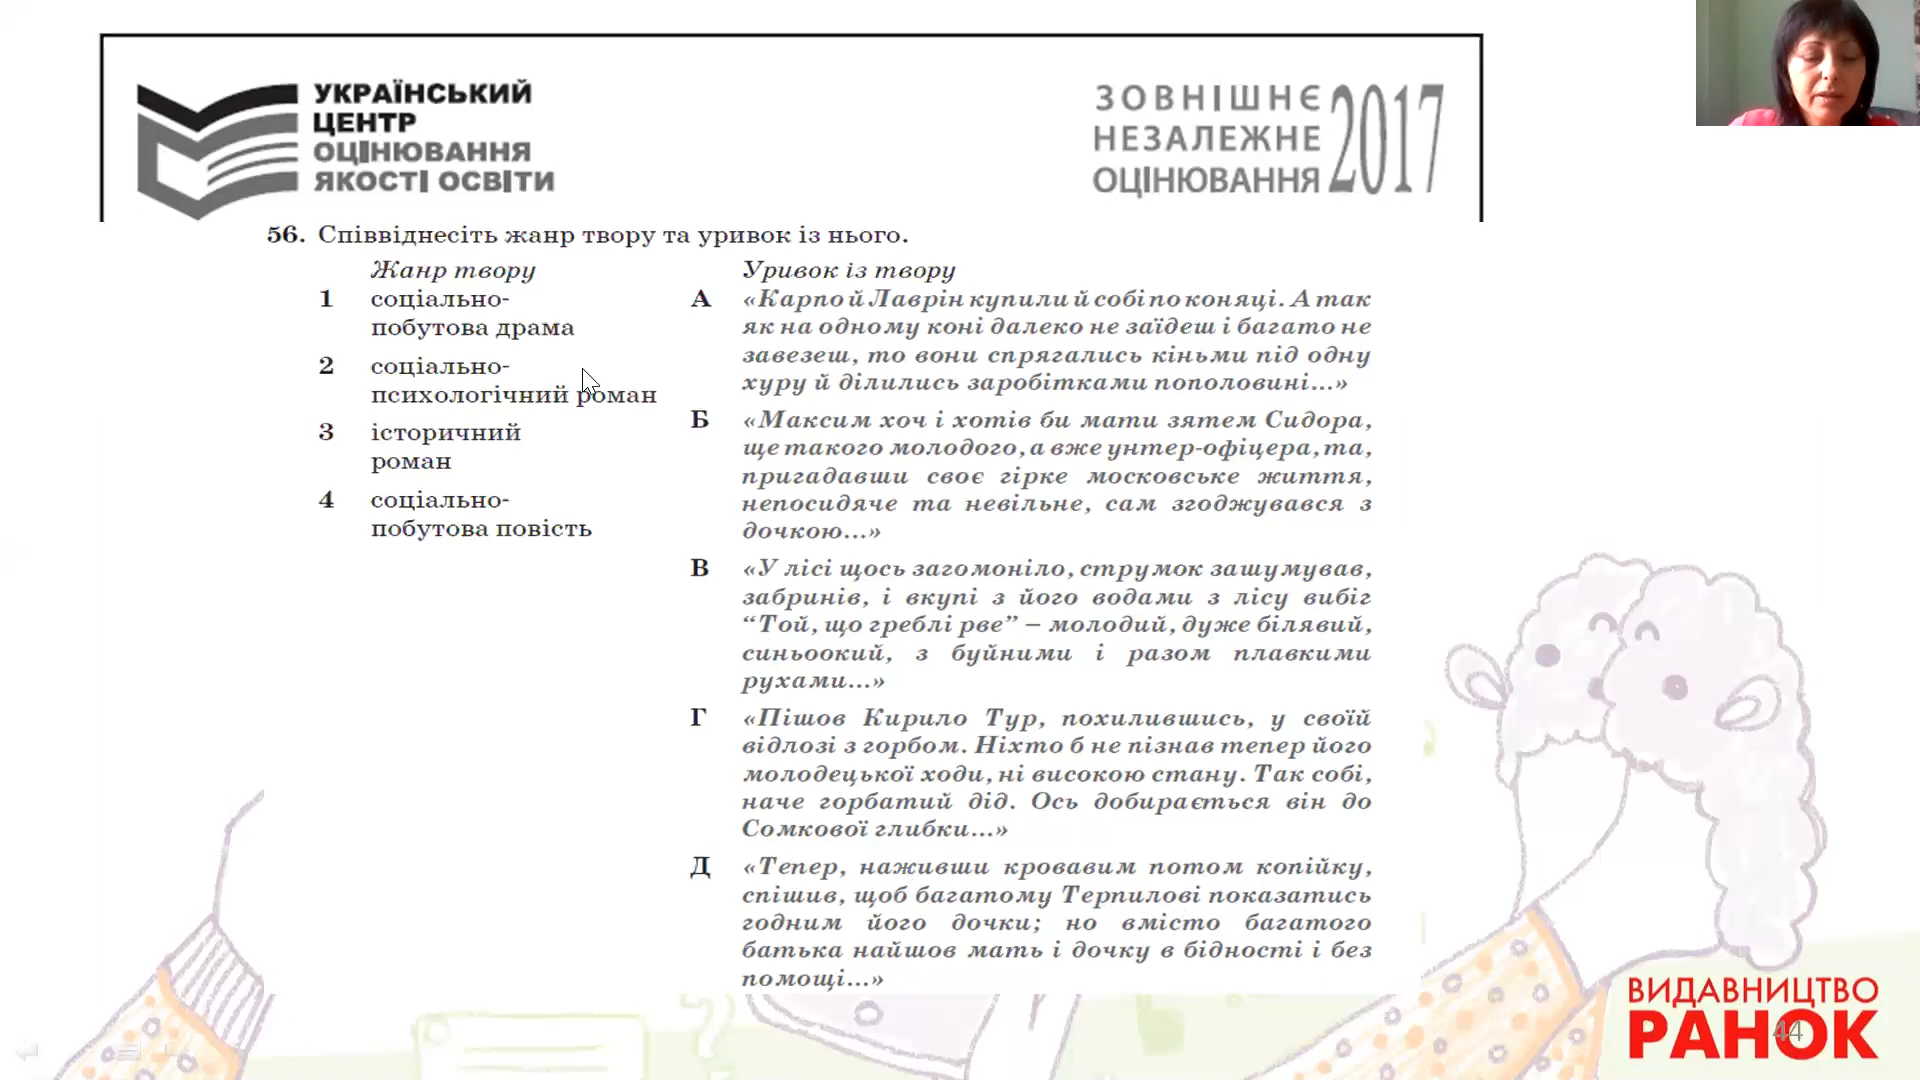 УКРАЇНСЬКИЙ
ЦЕНТР
ОЦІНЮВАННЯ
ЯКОСТІ ОСВІТИ
ЗОВНІШНЄ
НЕЗАЛЕЖНЕ
ОЦІНЮВАННЯ
2017
56. Співвіднесіть жанр твору та уривок із нього.
Жанр твору
1 соціально-
побутова драма
2 соціально-
психологічний роман
3 історичний
роман
4 соціально-
побутова повість
Уривок із твору
А «Карпо й Лаврін купили й собі по коняці. А так
як на одному коні далеко не заїдеш і багато не
завезеш, то вони спрягались кіньми під одну
хуру й ділились заробітками пополовині...»
Б «Максим хоч і хотів би мати зятем Сидора,
ще такого молодого, а вже унтер-офіцера, та,
пригадавши своє гірке московське життя,
непосидяче та невільне, сам згоджувався з
дочкою...»
В «У лісі щось загомоніло, струмок зашумував,
забринів, і вкупі з його водами з лісу вибіг
“Той, що греблі рве” – молодий, дуже білявий,
синьоокий, з буйними і разом плавкими
рухами...»
Г «Пішов Кирило Тур, похилившись, у своїй
відлозі з горбом. Ніхто б не пізнав тепер його
молодецької ходи, ні високою стану. Так собі,
наче горбатий дід. Ось добирається він до
Сомкової глибки...»
Д «Тепер, наживши кровавим потом копійку,
спішив, щоб багатому Терпилові показатись
годним його дочки; но вмісто багатого
батька найшов мать і дочку в бідності і без
помощі...»
ВИДАВНИЦТВО
РАНОК
44